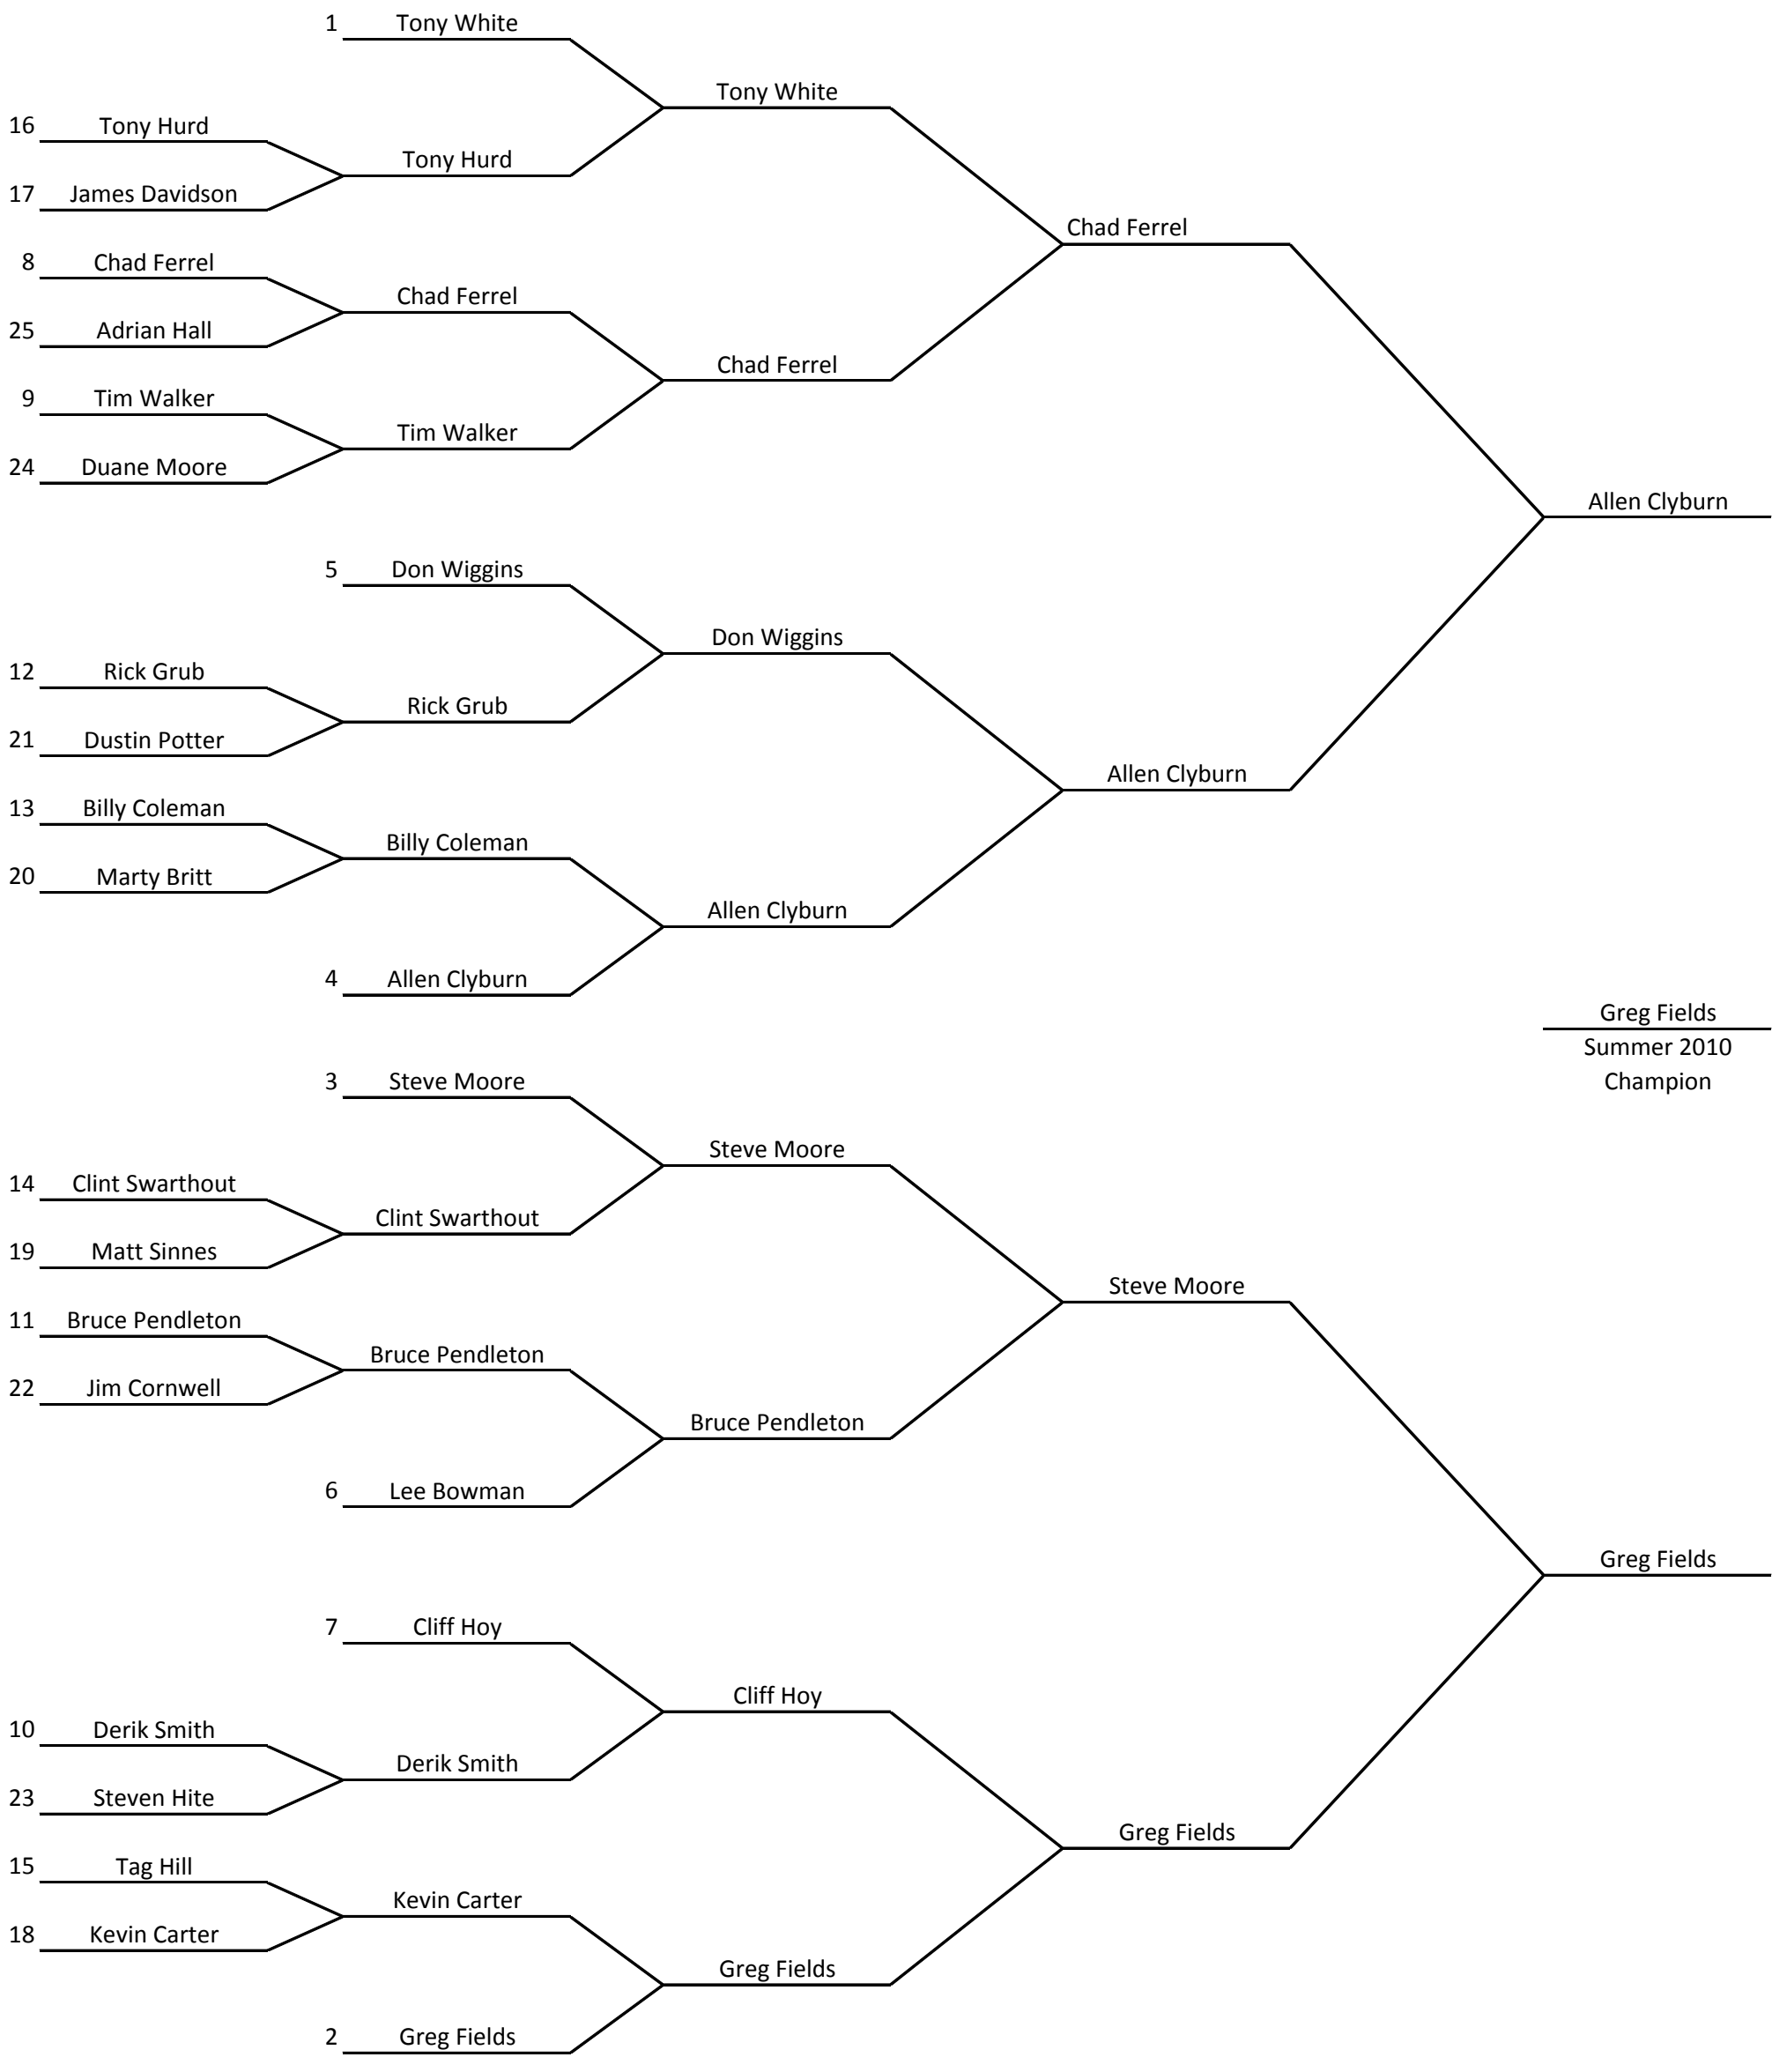 1 Tony White
Tony White
16 Tony Hurd
Tony Hurd
17 James Davidson
Chad Ferrel
8 Chad Ferrel
Chad Ferrel
25 Adrian Hall
Chad Ferrel
9 Tim Walker
Tim Walker
24 Duane Moore
Allen Clyburn
5 Don Wiggins
Don Wiggins
12 Rick Grub
Rick Grub
21 Dustin Potter
Allen Clyburn
13 Billy Coleman
Billy Coleman
20 Marty Britt
Allen Clyburn
4 Allen Clyburn
Greg Fields
Summer 2010
Champion
3 Steve Moore
Steve Moore
14 Clint Swarthout
Clint Swarthout
19 Matt Sinnes
Steve Moore
11 Bruce Pendleton
Bruce Pendleton
22 Jim Cornwell
Bruce Pendleton
6 Lee Bowman
Greg Fields
7 Cliff Hoy
Cliff Hoy
10 Derik Smith
Derik Smith
23 Steven Hite
Greg Fields
15 Tag Hill
Kevin Carter
18 Kevin Carter
Greg Fields
2 Greg Fields